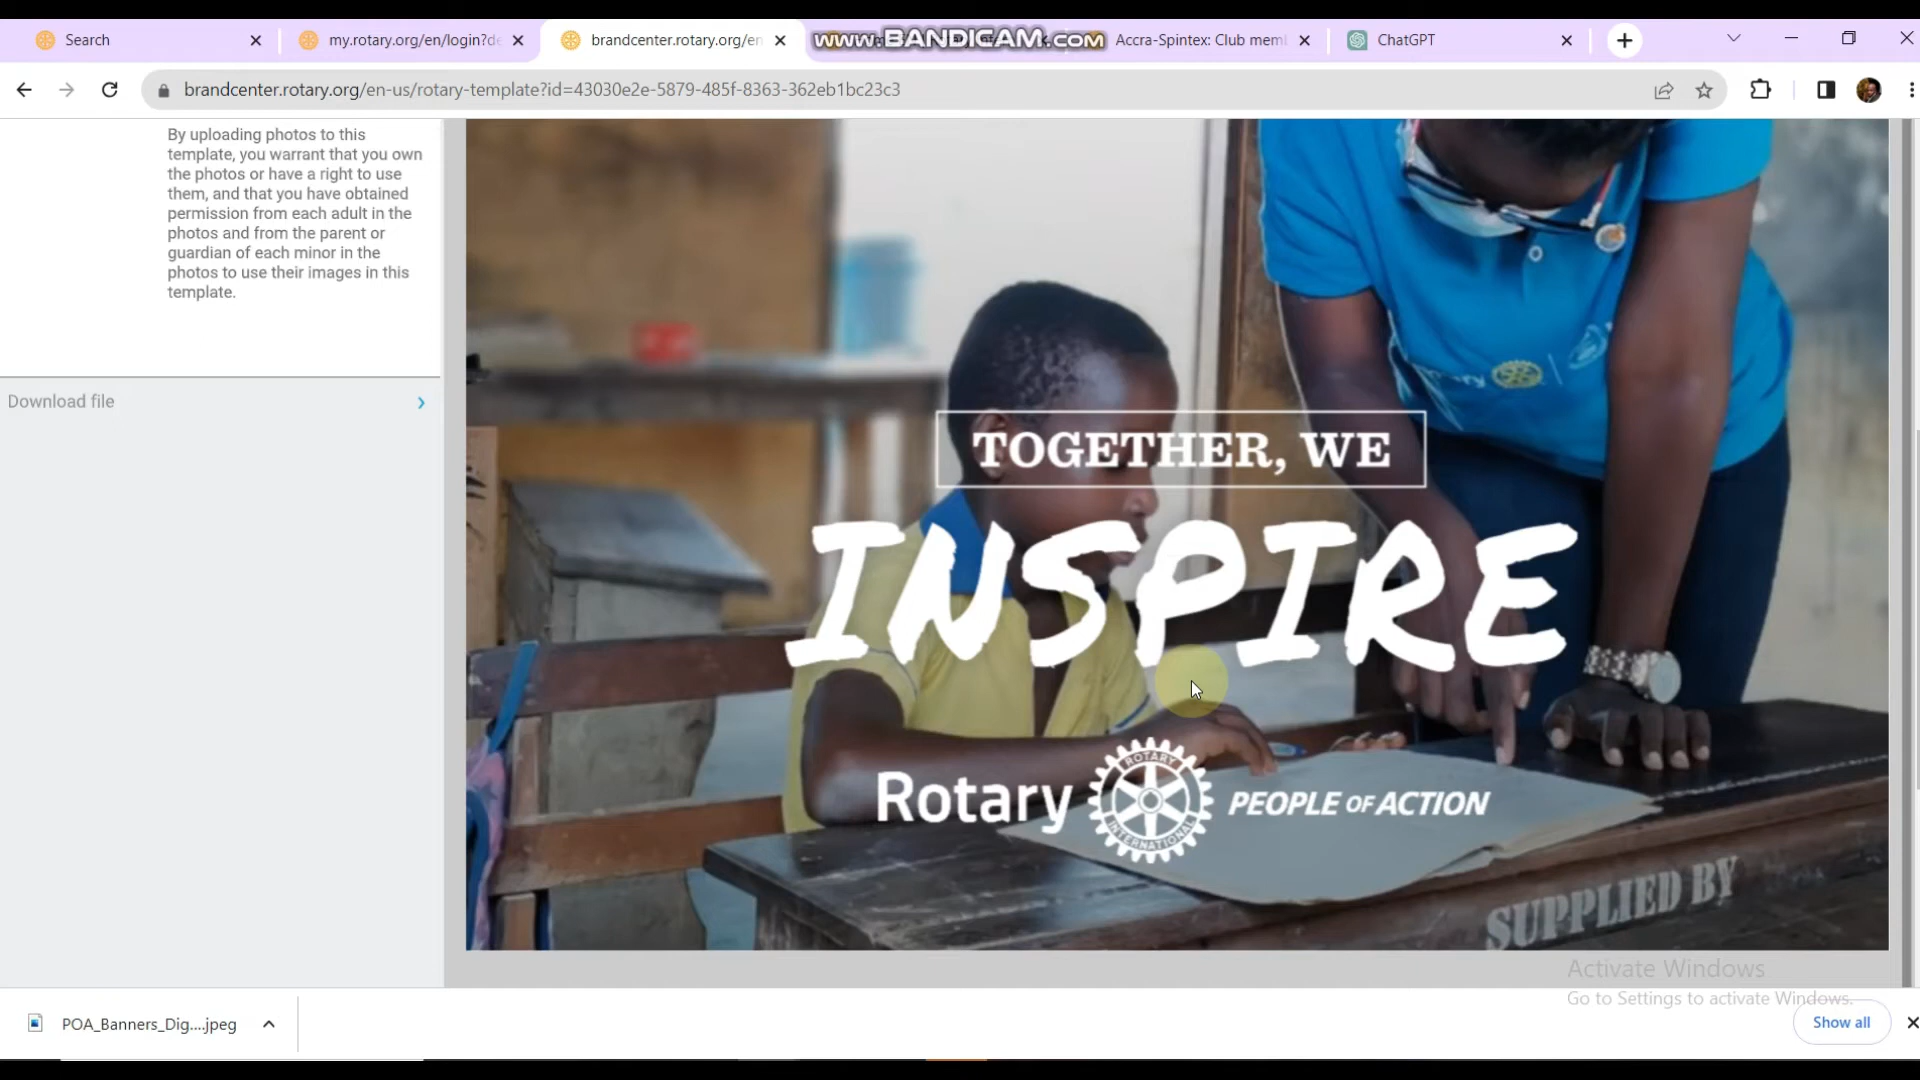 Search
my.rotary.org/en/login?de
brandcenter.rotary.org/en
www.BANDICAM.com
Accra-Spintex: Club mem
ChatGPT
brandcenter.rotary.org/en-us/rotary-template?id=43030e2e-5879-485f-8363-362eb1bc23c3
By uploading photos to this
template, you warrant that you own
the photos or have a right to use
them, and that you have obtained
permission from each adult in the
photos and from the parent or
guardian of each minor in the
photos to use their images in this
template.
Download file
TOGETHER, WE
INSPIRE
Rotary
ROTARY
INTERNATIONAL
PEOPLE OF ACTION
SUPPLIED BY
Activate Windows
Go to Settings to activate Windows.
POA_Banners_Dig....jpeg
Show all